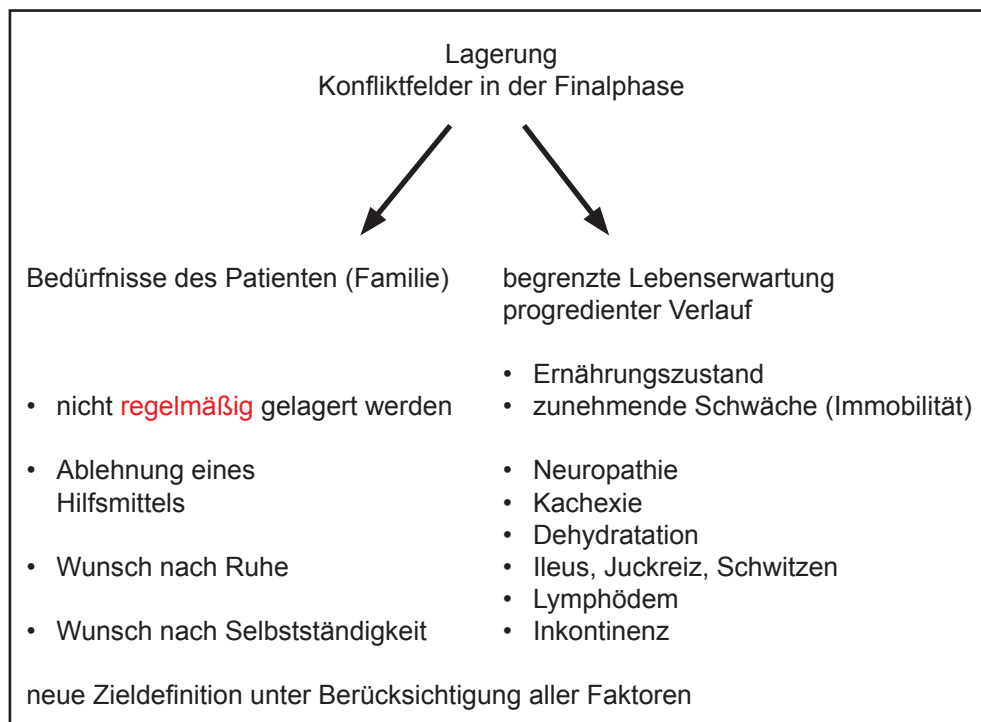 Lagerung
Konfliktfelder in der Finalphase
Bedürfnisse des Patienten (Familie)
• nicht regelmäßig gelagert werden
• Ablehnung eines
Hilfsmittels
• Wunsch nach Ruhe
• Wunsch nach Selbstständigkeit
begrenzte Lebenserwartung
progredienter Verlauf
• Ernährungszustand
• zunehmende Schwäche (Immobilität)
• Neuropathie
• Kachexie
• Dehydratation
• Ileus, Juckreiz, Schwitzen
• Lymphödem
• Inkontinenz
neue Zieldefinition unter Berücksichtigung aller Faktoren